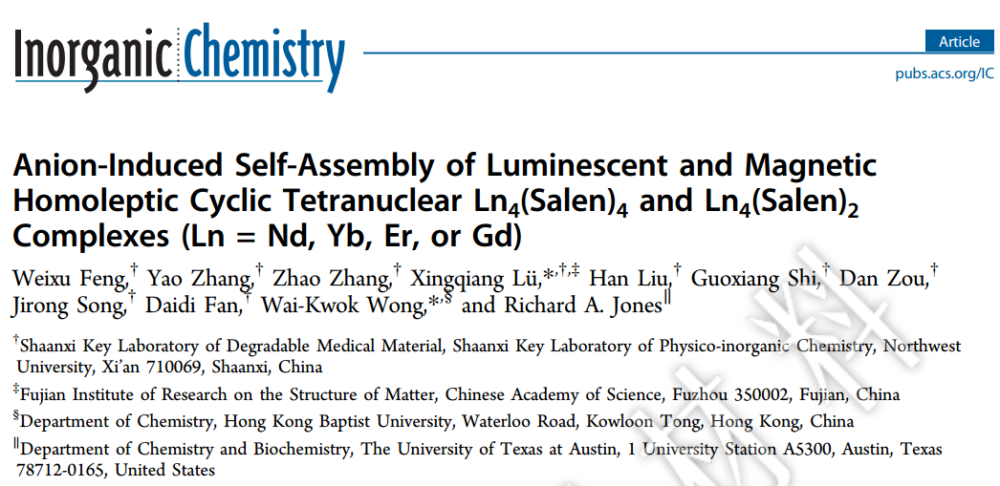 Inorganic Chemistry
Article
pubs.acs.org/IC
Anion-Induced Self-Assembly of Luminescent and Magnetic
Homoleptic Cyclic Tetranuclear Ln₄(Salen)₄ and Ln₄(Salen)₂
Complexes (Ln = Nd, Yb, Er, or Gd)
Weixu Feng,† Yao Zhang,† Zhao Zhang,† Xingqiang Lü,*,†,‡ Han Liu,† Guoxiang Shi,† Dan Zou,†
Jirong Song,† Daidi Fan,† Wai-Kwok Wong,*,§ and Richard A. Jones∥
†Shaanxi Key Laboratory of Degradable Medical Material, Shaanxi Key Laboratory of Physico-inorganic Chemistry, Northwest
University, Xi'an 710069, Shaanxi, China
‡Fujian Institute of Research on the Structure of Matter, Chinese Academy of Science, Fuzhou 350002, Fujian, China
§Department of Chemistry, Hong Kong Baptist University, Waterloo Road, Kowloon Tong, Hong Kong, China
∥Department of Chemistry and Biochemistry, The University of Texas at Austin, 1 University Station A5300, Austin, Texas
78712-0165, United States
材料